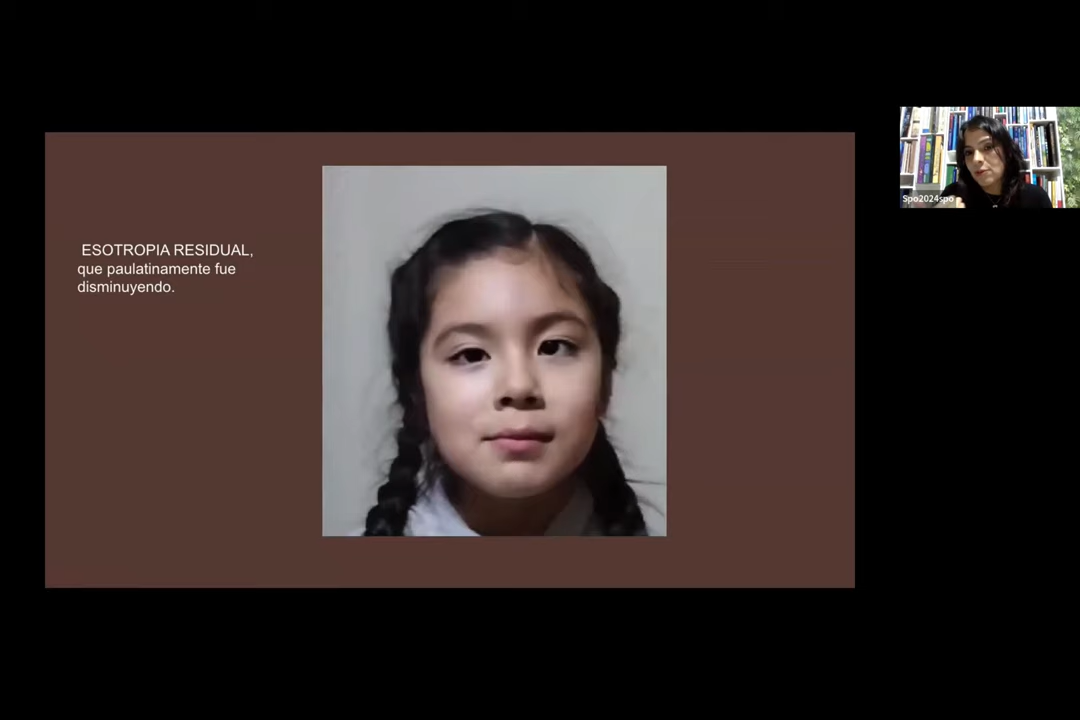 ESOTROPIA RESIDUAL,
que paulatinamente fue
disminuyendo.
Spo2024spo